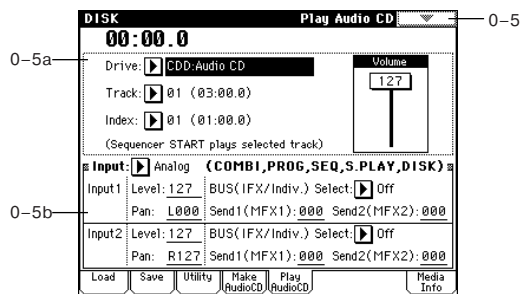 DISK Play Audio CD
0–5
00:00.0
0–5a
Drive: CDD:Audio CD
Volume
127
Track: 01 (03:00.0)
Index: 01 (01:00.0)
(Sequencer START plays selected track)
Input: Analog (COMBI,PROG,SEQ,S.PLAY,DISK)
0–5b
Input1 Level: 127 BUS(IFX/Indiv.) Select: Off
Pan: L000 Send1(MFX1): 000 Send2(MFX2): 000
Input2 Level: 127 BUS(IFX/Indiv.) Select: Off
Pan: R127 Send1(MFX1): 000 Send2(MFX2): 000
Load Save Utility Make AudioCD Play AudioCD Media Info